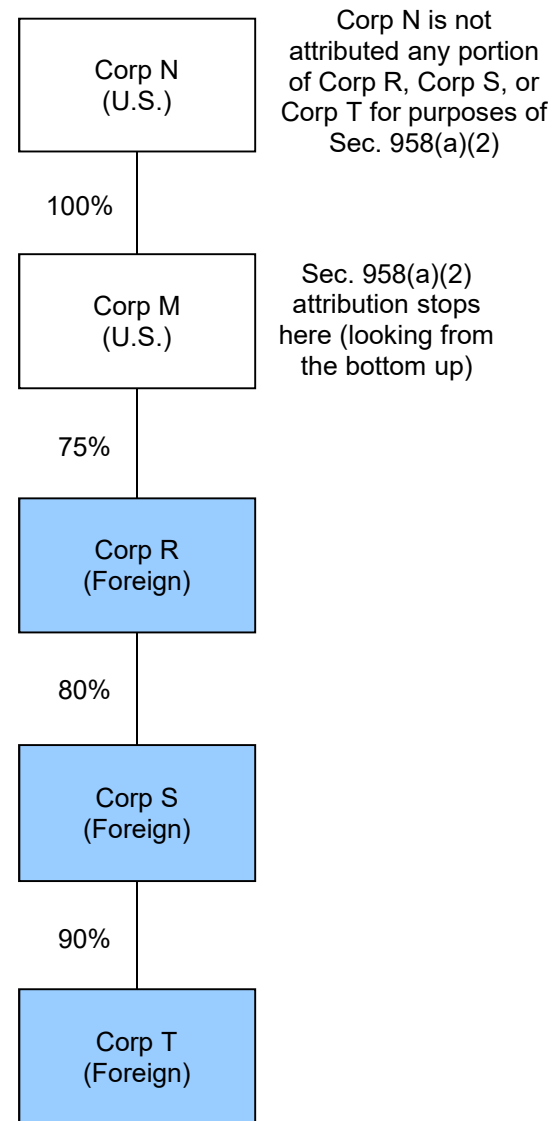 Corp N
(U.S.)
Corp N is not
attributed any portion
of Corp R, Corp S, or
Corp T for purposes of
Sec. 958(a)(2)
100%
Corp M
(U.S.)
Sec. 958(a)(2)
attribution stops
here (looking from
the bottom up)
75%
Corp R
(Foreign)
80%
Corp S
(Foreign)
90%
Corp T
(Foreign)